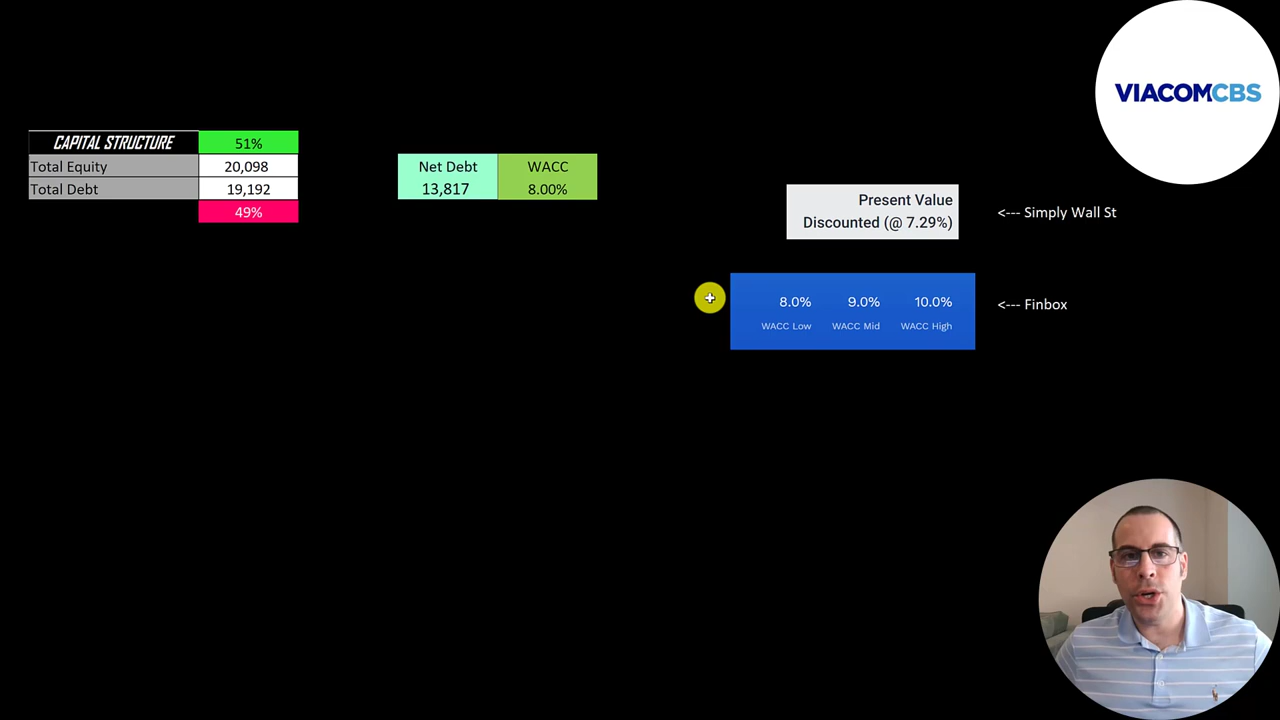 VIACOMCBS
CAPITAL STRUCTURE 51%
Total Equity 20,098
Total Debt 19,192
49%
Net Debt WACC
13,817 8.00%
Present Value
Discounted (@ 7.29%)
<--- Simply Wall St
8.0% 9.0% 10.0%
WACC Low WACC Mid WACC High
<--- Finbox